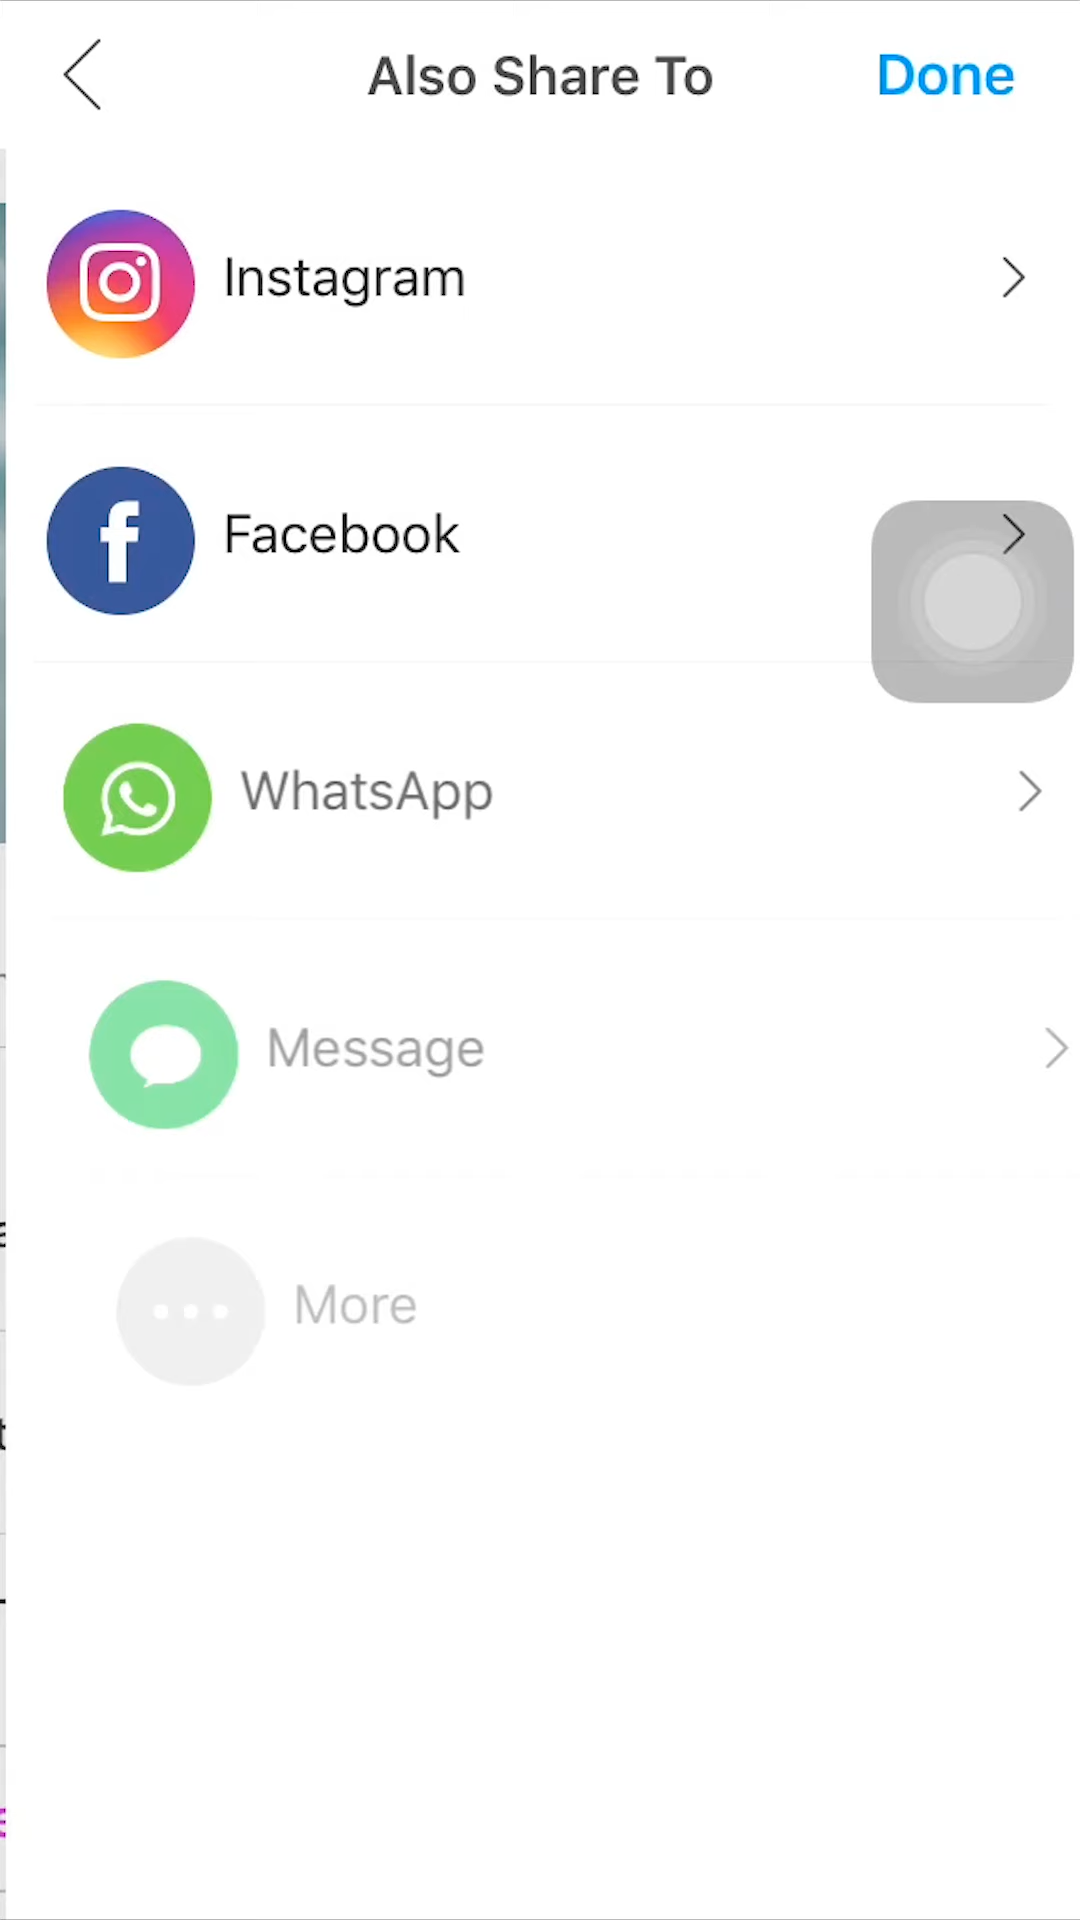 Also Share To
Done
Instagram
Facebook
WhatsApp
Message
More